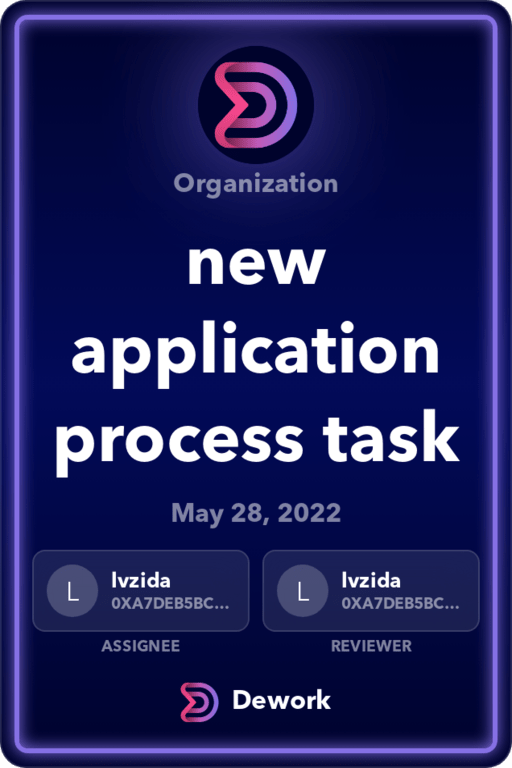 Organization
new
application
process task
May 28, 2022
L lvzida L lvzida
0XA7DEB5BC... 0XA7DEB5BC...
ASSIGNEE REVIEWER
Dework